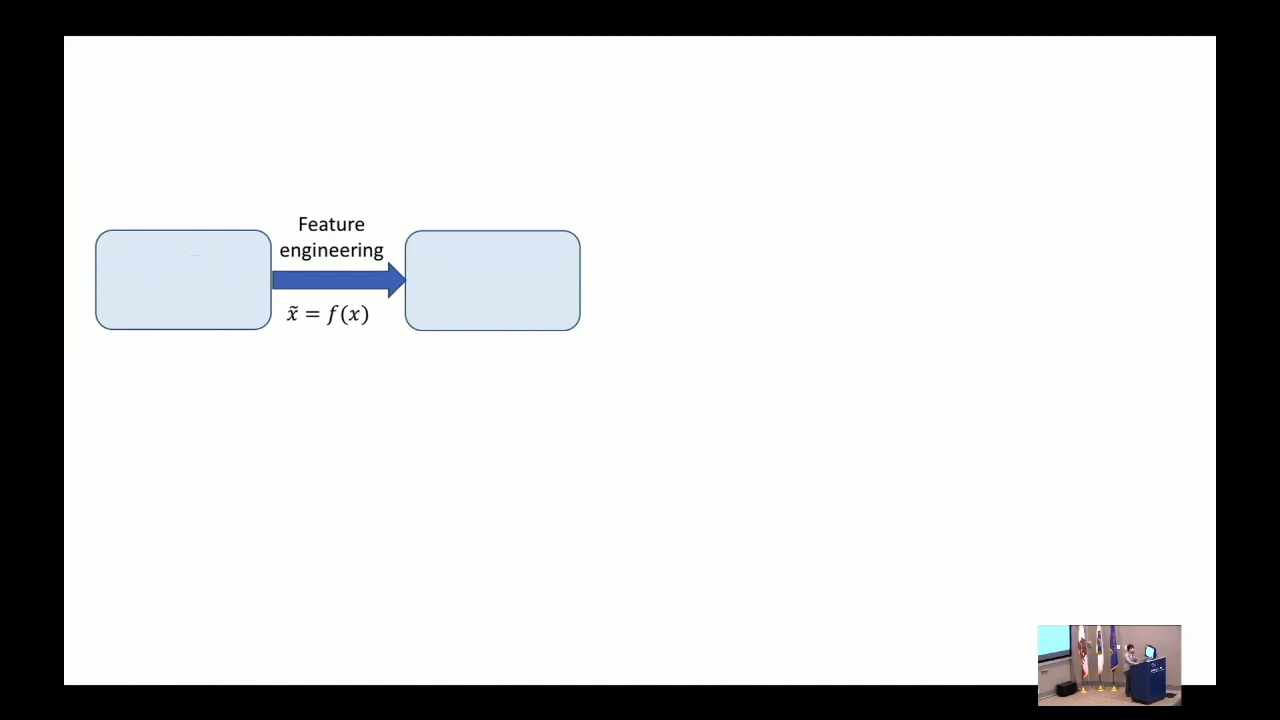 Feature
engineering
x̃ = f(x)